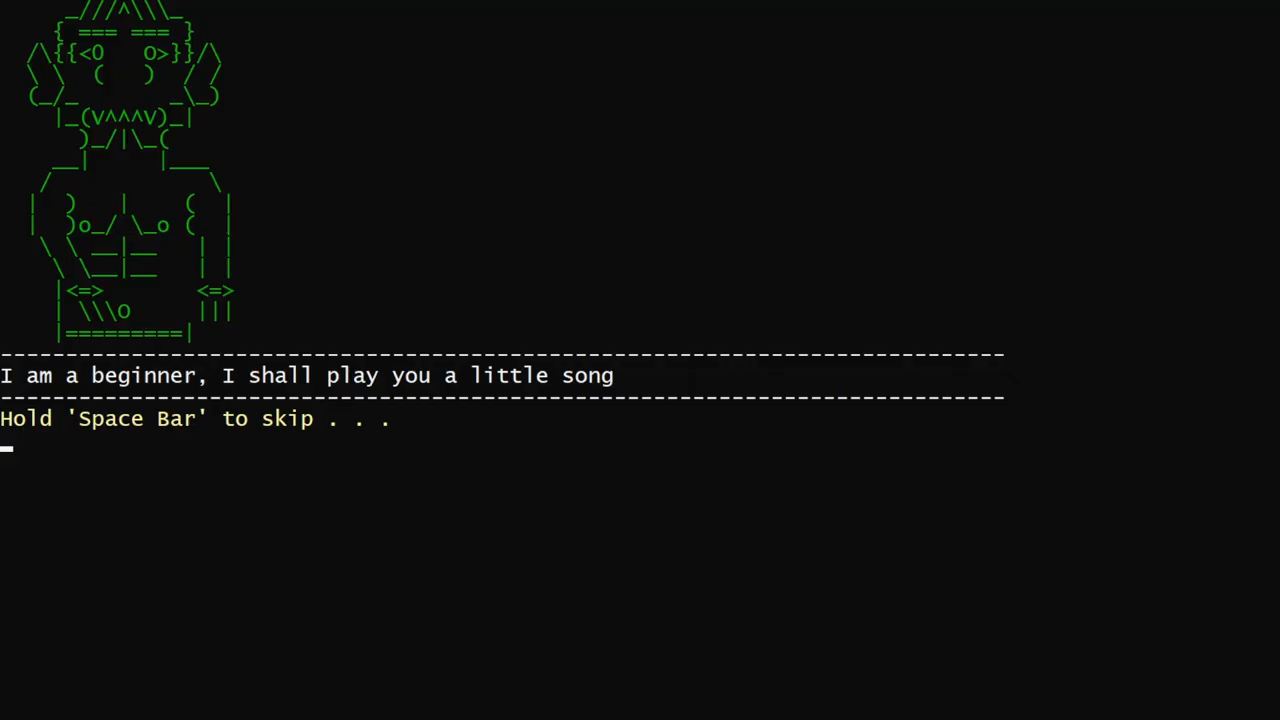 I am a beginner, I shall play you a little song
Hold 'Space Bar' to skip . . .